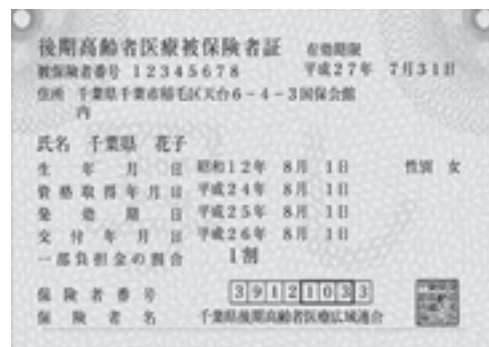 後期高齢者医療被保険者証 有効期限
被保険者番号 12345678 平成27年 7月31日
住所 千葉県千葉市稲毛区天台6-4-3国保会館
内
氏名 千葉県 花子
生年月日 昭和12年 8月 1日 性別 女
資格取得年月日 平成24年 8月 1日
発効期日 平成25年 8月 1日
交付年月日 平成26年 8月 1日
一部負担金の割合 1割
保険者番号 39121033
保険者名 千葉県後期高齢者医療広域連合